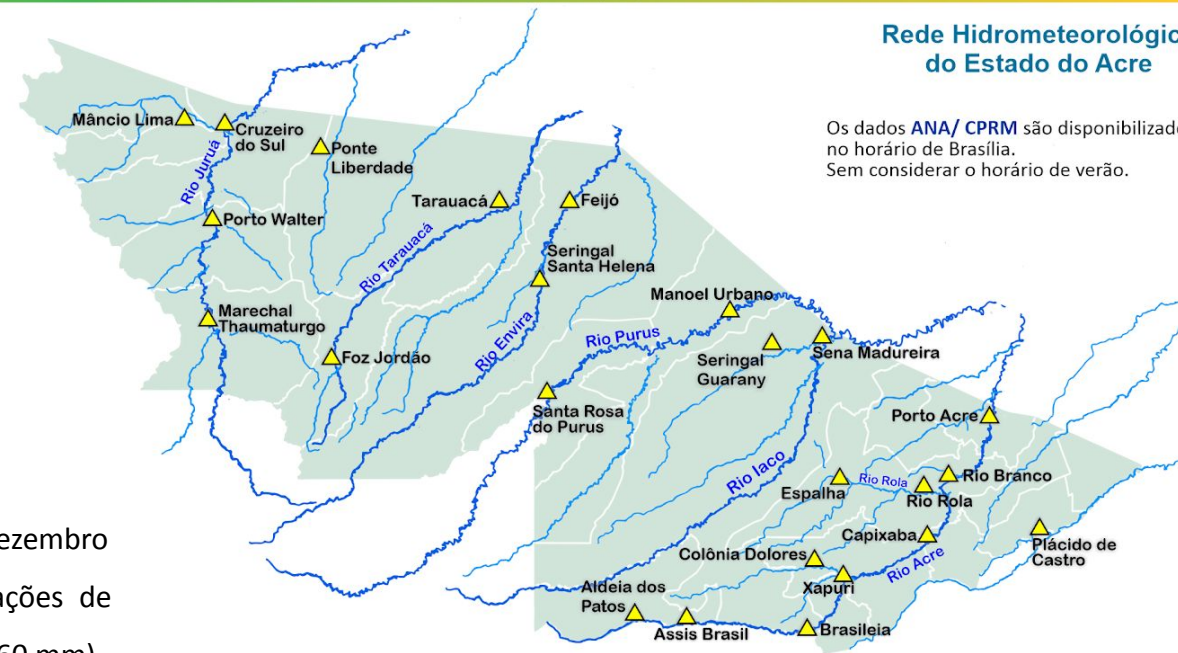 Rede Hidrometeorológic
do Estado do Acre
Os dados ANA/ CPRM são disponibilizad
no horário de Brasília.
Sem considerar o horário de verão.
Mâncio Lima
Cruzeiro
do Sul
Ponte
Liberdade
Rio Juruá
Porto Walter
Tarauacá
Feijó
Rio Tarauacá
Seringal
Santa Helena
Marechal
Thaumaturgo
Foz Jordão
Rio Envira
Manoel Urbano
Rio Purus
Seringal
Guarany
Sena Madureira
Santa Rosa
do Purus
Porto Acre
Rio Iaco
Espalha
Rio Rola
Rio Rola
Rio Branco
Capixaba
Plácido de
Castro
Colônia Dolores
Rio Acre
Xapuri
Aldeia dos
Patos
Assis Brasil
Brasileia
ezembro
ações de
60 mm)